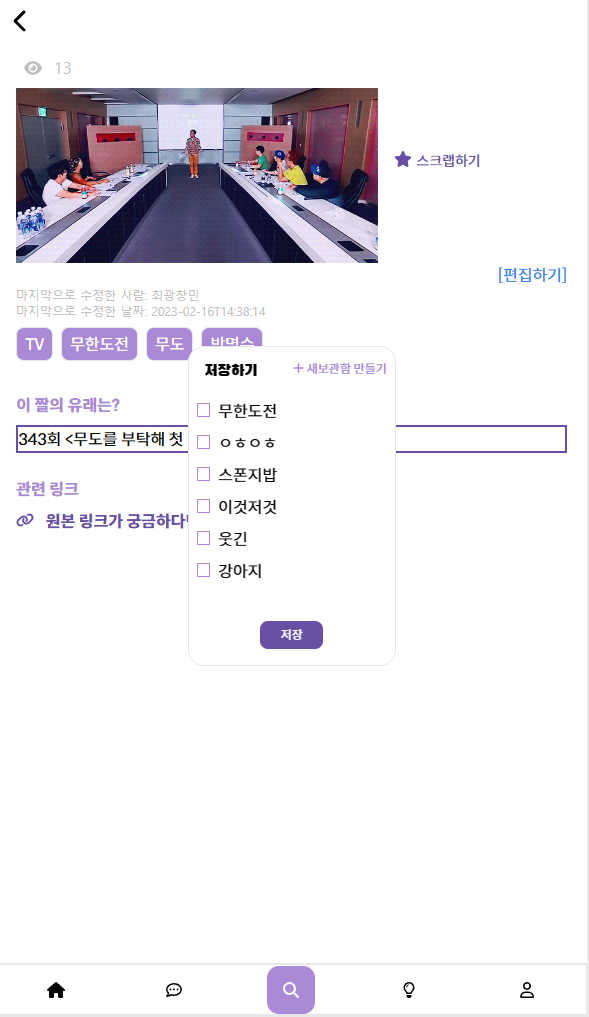 13
스크랩하기
[편집하기]
마지막으로 수정한 사람: 최광창민
마지막으로 수정한 날짜: 2023-02-16T14:38:14
TV 무한도전 무도 박명수
저장하기 + 새보관함 만들기
이 짤의 유래는?
무한도전
343회 <무도를 부탁해 첫
ㅇㅎㅇㅎ
스폰지밥
관련 링크
이것저것
원본 링크가 궁금하다
웃긴
강아지
저장